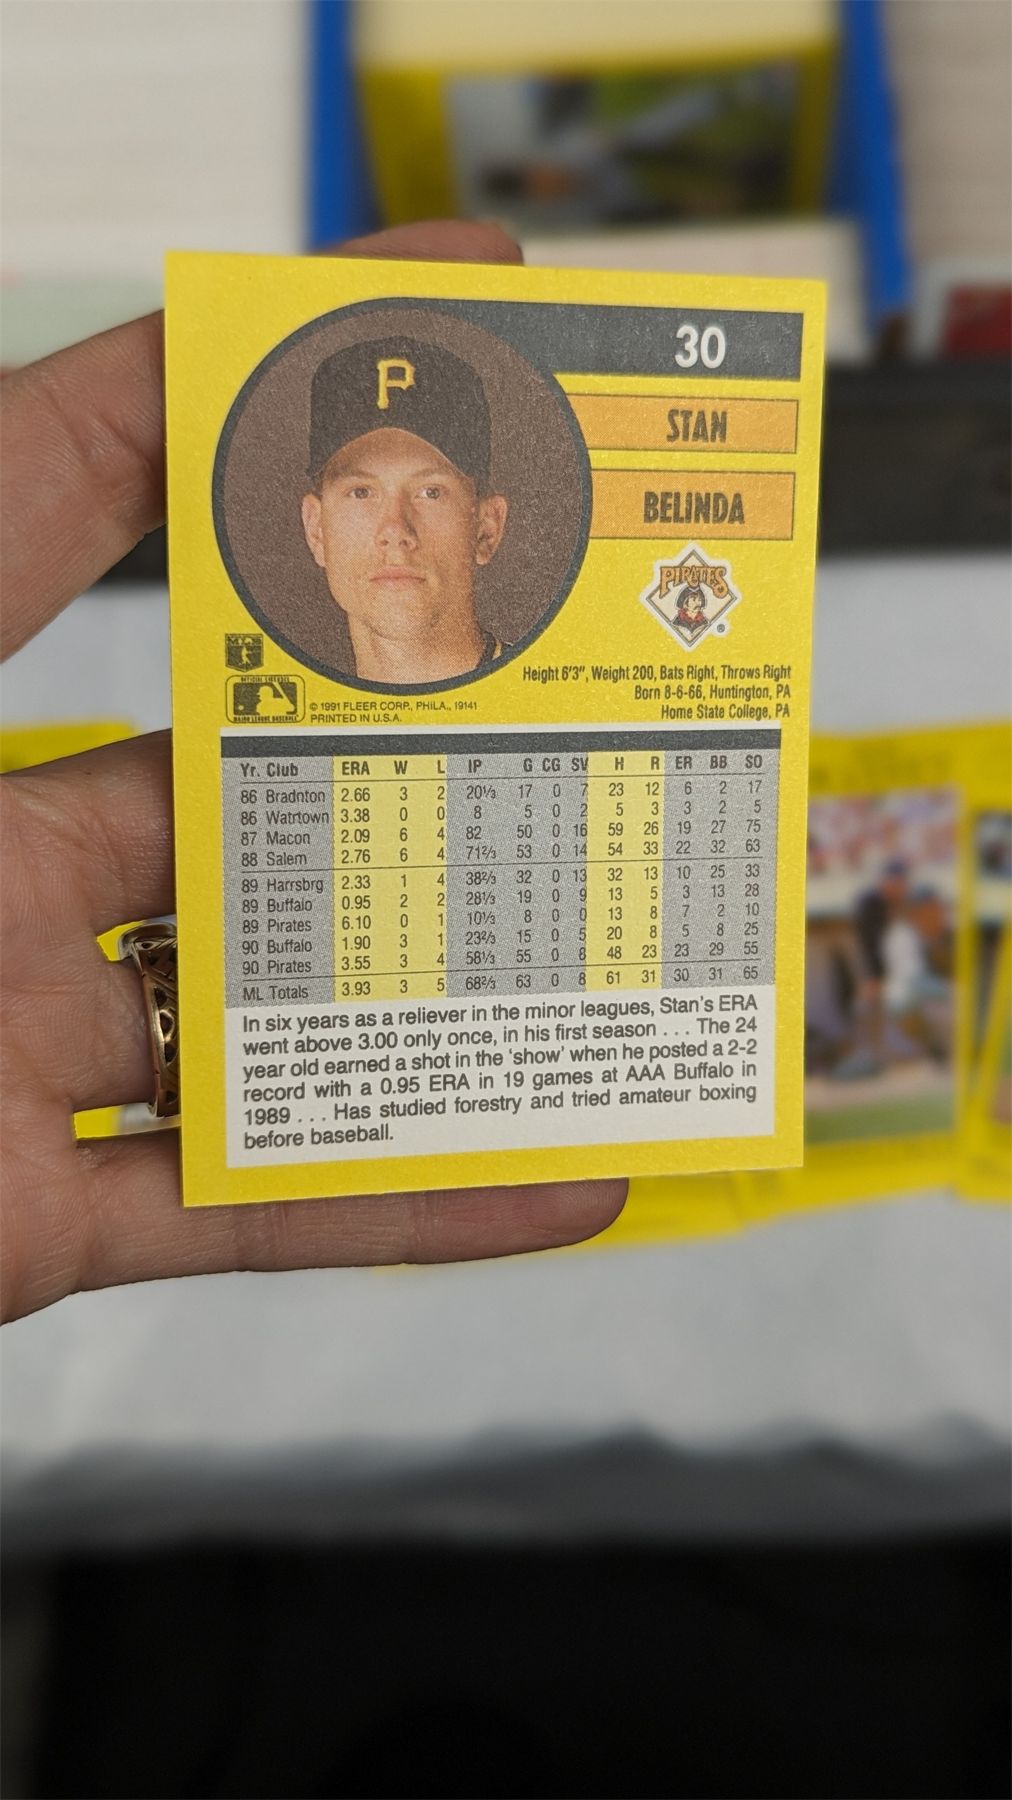 P
30
STAN
BELINDA
PIRATES
®
Height 6'3", Weight 200, Bats Right, Throws Right
Born 8-6-66, Huntington, PA
Home State College, PA
© 1991 FLEER CORP., PHILA., 19141
PRINTED IN U.S.A.
Yr. Club ERA W L IP G CG SV H R ER BB SO
86 Bradnton 2.66 3 2 20⅓ 17 0 7 23 12 6 2 17
86 Watrtown 3.38 0 0 8 5 0 2 5 3 3 2 5
87 Macon 2.09 6 4 82 50 0 16 59 26 19 27 75
88 Salem 2.76 6 4 71⅔ 53 0 14 54 33 22 32 63
89 Harrsbrg 2.33 1 4 38⅔ 32 0 13 32 13 10 25 33
89 Buffalo 0.95 2 2 28⅓ 19 0 9 13 5 3 13 28
89 Pirates 6.10 0 1 10⅓ 8 0 0 13 8 7 2 10
90 Buffalo 1.90 3 1 23⅔ 15 0 5 20 8 5 8 25
90 Pirates 3.55 3 4 58⅓ 55 0 8 48 23 23 29 55
ML Totals 3.93 3 5 68⅔ 63 0 8 61 31 30 31 65
In six years as a reliever in the minor leagues, Stan's ERA
went above 3.00 only once, in his first season . . . The 24
year old earned a shot in the 'show' when he posted a 2-2
record with a 0.95 ERA in 19 games at AAA Buffalo in
1989 . . . Has studied forestry and tried amateur boxing
before baseball.